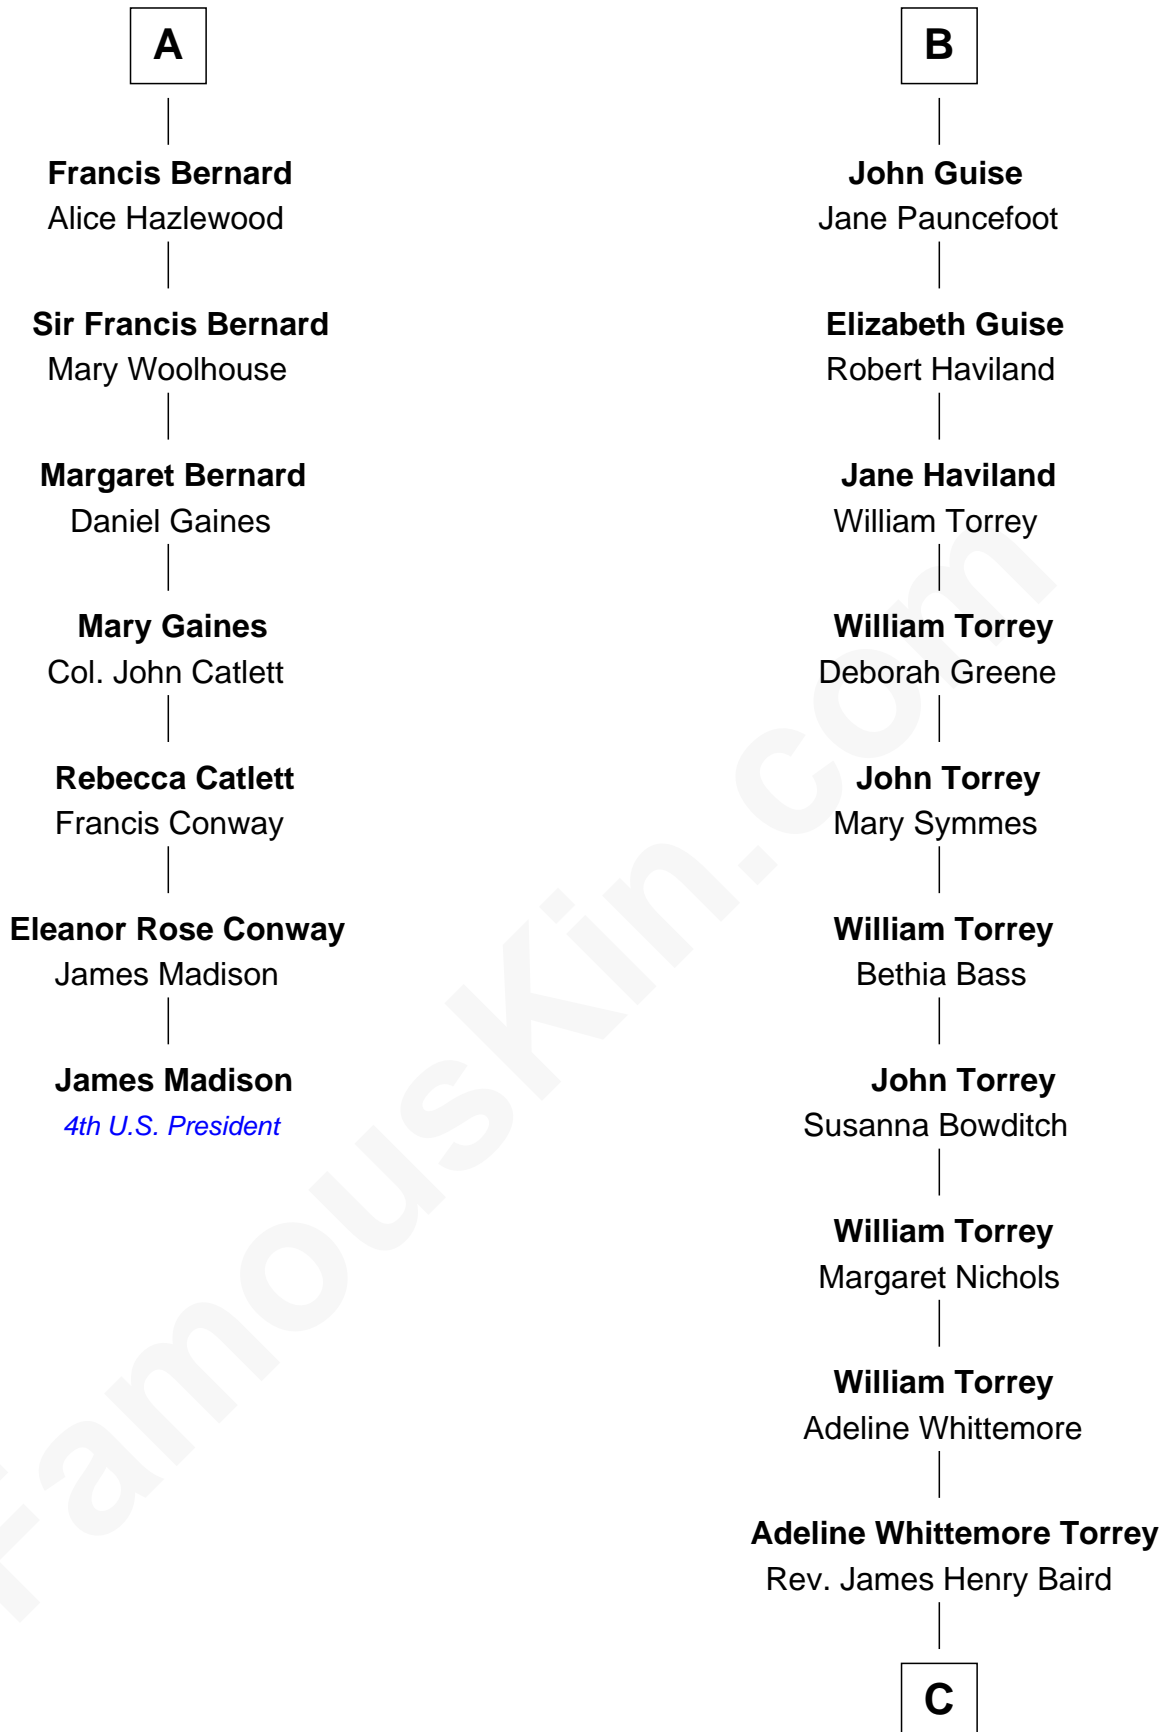 A
Francis Bernard
Alice Hazlewood
Sir Francis Bernard
Mary Woolhouse
Margaret Bernard
Daniel Gaines
Mary Gaines
Col. John Catlett
Rebecca Catlett
Francis Conway
Eleanor Rose Conway
James Madison
James Madison
4th U.S. President
B
John Guise
Jane Pauncefoot
Elizabeth Guise
Robert Haviland
Jane Haviland
William Torrey
William Torrey
Deborah Greene
John Torrey
Mary Symmes
William Torrey
Bethia Bass
John Torrey
Susanna Bowditch
William Torrey
Margaret Nichols
William Torrey
Adeline Whittemore
Adeline Whittemore Torrey
Rev. James Henry Baird
C
FamousKin.com